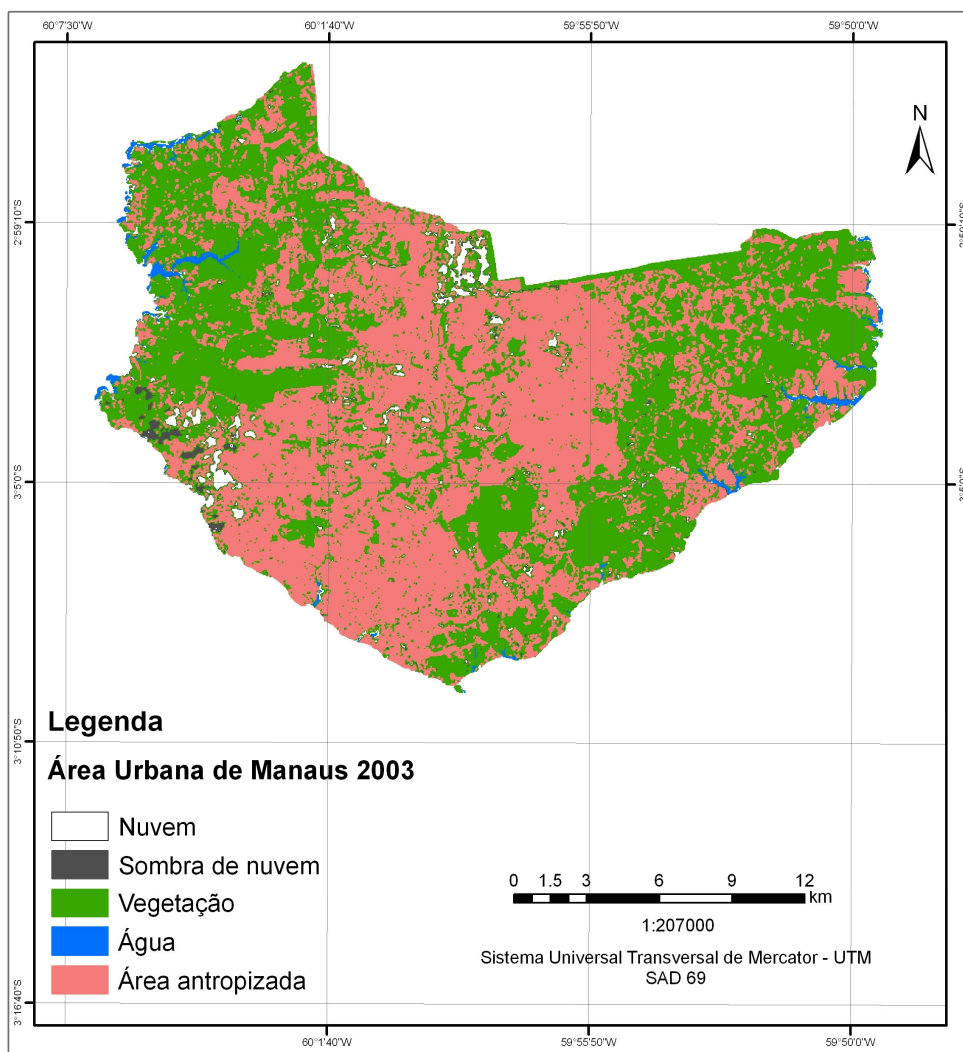 60°7'30"W
60°1'40"W
59°55'50"W
59°50'0"W
N
2°59'10"S
3°5'0"S
3°10'50"S
3°16'40"S
Legenda
Área Urbana de Manaus 2003
Nuvem
Sombra de nuvem
Vegetação
Água
Área antropizada
0 1.5 3 6 9 12
km
1:207000
Sistema Universal Transversal de Mercator - UTM
SAD 69
60°1'40"W
59°55'50"W
59°50'0"W